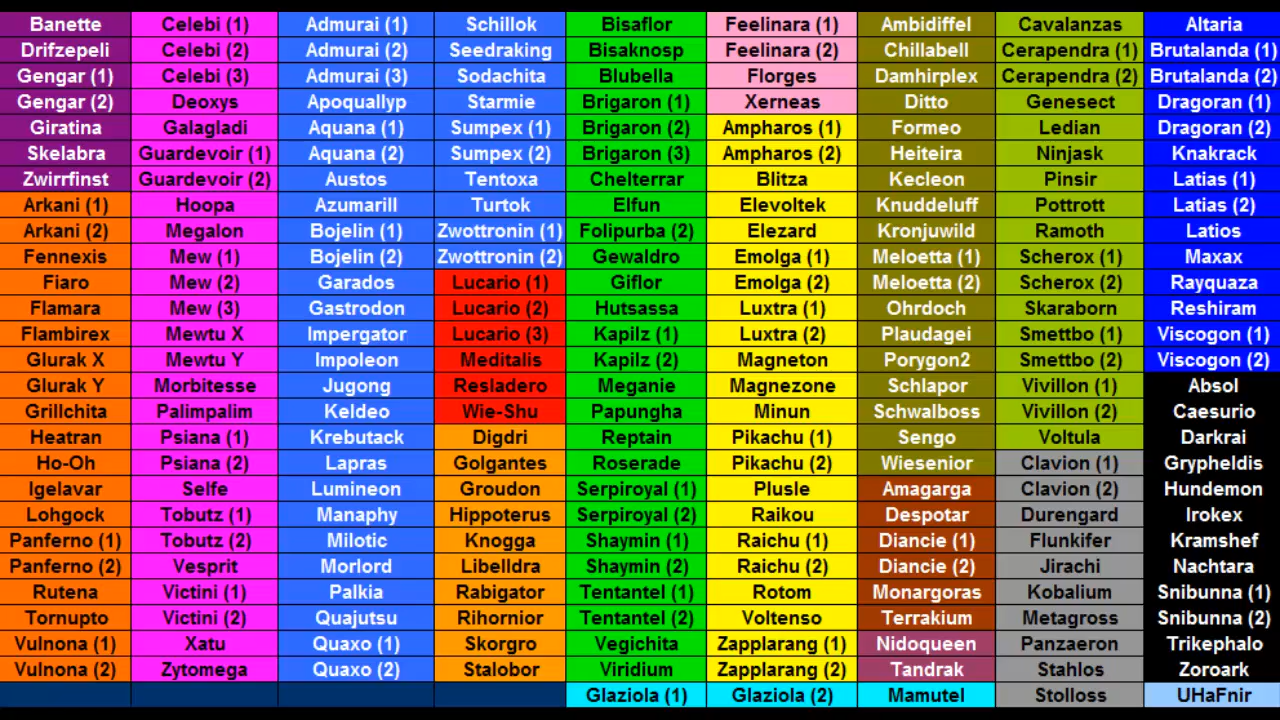 Banette Celebi (1) Admurai (1) Schillok Bisaflor Feelinara (1) Ambidiffel Cavalanzas Altaria
Drifzepeli Celebi (2) Admurai (2) Seedraking Bisaknosp Feelinara (2) Chillabell Cerapendra (1) Brutalanda (1)
Gengar (1) Celebi (3) Admurai (3) Sodachita Blubella Florges Damhirplex Cerapendra (2) Brutalanda (2)
Gengar (2) Deoxys Apoquallyp Starmie Brigaron (1) Xerneas Ditto Genesect Dragoran (1)
Giratina Galagladi Aquana (1) Sumpex (1) Brigaron (2) Ampharos (1) Formeo Ledian Dragoran (2)
Skelabra Guardevoir (1) Aquana (2) Sumpex (2) Brigaron (3) Ampharos (2) Heiteira Ninjask Knakrack
Zwirrfinst Guardevoir (2) Austos Tentoxa Chelterrar Blitza Kecleon Pinsir Latias (1)
Arkani (1) Hoopa Azumarill Turtok Elfun Elevoltek Knuddeluff Pottrott Latias (2)
Arkani (2) Megalon Bojelin (1) Zwottronin (1) Folipurba (2) Elezard Kronjuwild Ramoth Latios
Fennexis Mew (1) Bojelin (2) Zwottronin (2) Gewaldro Emolga (1) Meloetta (1) Scherox (1) Maxax
Fiaro Mew (2) Garados Lucario (1) Giflor Emolga (2) Meloetta (2) Scherox (2) Rayquaza
Flamara Mew (3) Gastrodon Lucario (2) Hutsassa Luxtra (1) Ohrdoch Skaraborn Reshiram
Flambirex Mewtu X Impergator Lucario (3) Kapilz (1) Luxtra (2) Plaudagei Smettbo (1) Viscogon (1)
Glurak X Mewtu Y Impoleon Meditalis Kapilz (2) Magneton Porygon2 Smettbo (2) Viscogon (2)
Glurak Y Morbitesse Jugong Resladero Meganie Magnezone Schlapor Vivillon (1) Absol
Grillchita Palimpalim Keldeo Wie-Shu Papungha Minun Schwalboss Vivillon (2) Caesurio
Heatran Psiana (1) Krebutack Digdri Reptain Pikachu (1) Sengo Voltula Darkrai
Ho-Oh Psiana (2) Lapras Golgantes Roserade Pikachu (2) Wiesenior Clavion (1) Grypheldis
Igelavar Selfe Lumineon Groudon Serpiroyal (1) Plusle Amagarga Clavion (2) Hundemon
Lohgock Tobutz (1) Manaphy Hippoterus Serpiroyal (2) Raikou Despotar Durengard Irokex
Panferno (1) Tobutz (2) Milotic Knogga Shaymin (1) Raichu (1) Diancie (1) Flunkifer Kramshef
Panferno (2) Vesprit Morlord Libelldra Shaymin (2) Raichu (2) Diancie (2) Jirachi Nachtara
Rutena Victini (1) Palkia Rabigator Tentantel (1) Rotom Monargoras Kobalium Snibunna (1)
Tornupto Victini (2) Quajutsu Rihornior Tentantel (2) Voltenso Terrakium Metagross Snibunna (2)
Vulnona (1) Xatu Quaxo (1) Skorgro Vegichita Zapplarang (1) Nidoqueen Panzaeron Trikephalo
Vulnona (2) Zytomega Quaxo (2) Stalobor Viridium Zapplarang (2) Tandrak Stahlos Zoroark
Glaziola (1) Glaziola (2) Mamutel Stolloss UHaFnir